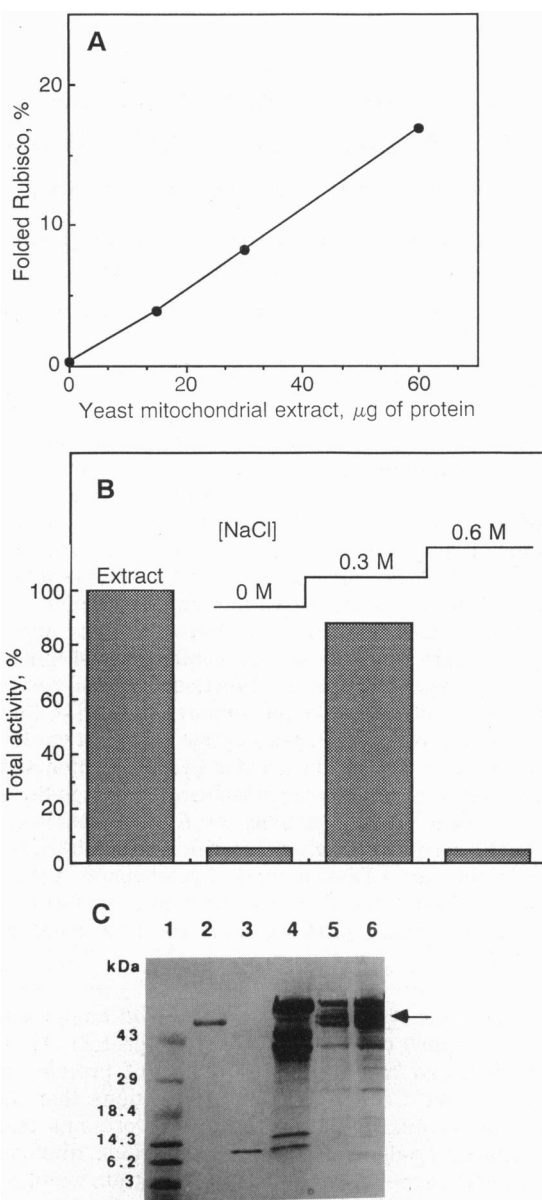 A
20
10
0
Folded Rubisco, %
0 20 40 60
Yeast mitochondrial extract, μg of protein
B
[NaCl]
0.6 M
0.3 M
0 M
Extract
100
80
60
40
20
0
Total activity, %
C
1 2 3 4 5 6
kDa
43
29
18.4
14.3
6.2
3